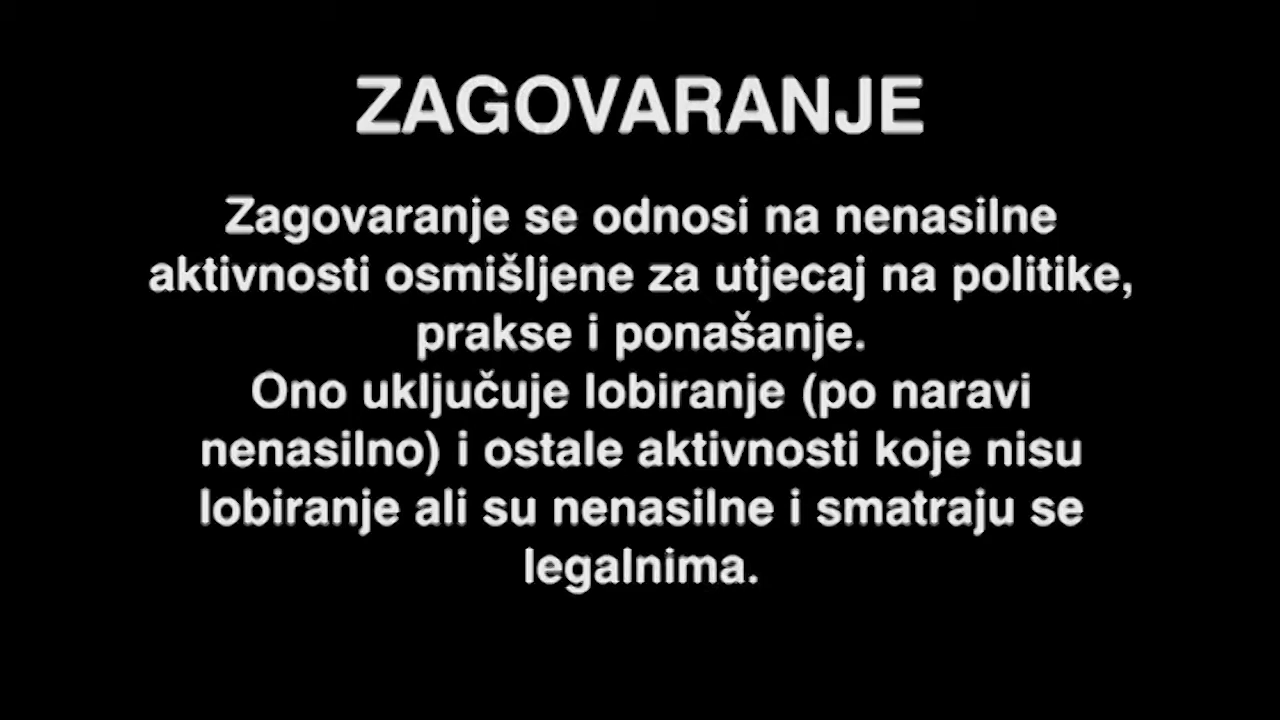 ZAGOVARANJE
Zagovaranje se odnosi na nenasilne
aktivnosti osmišljene za utjecaj na politike,
prakse i ponašanje.
Ono uključuje lobiranje (po naravi
nenasilno) i ostale aktivnosti koje nisu
lobiranje ali su nenasilne i smatraju se
legalnima.